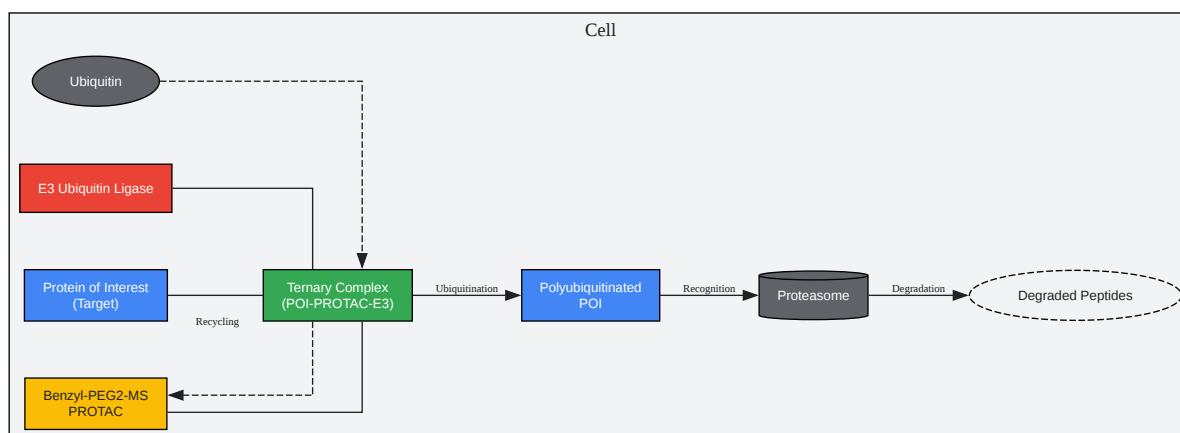 Cell
Ubiquitin
E3 Ubiquitin Ligase
Protein of Interest
(Target)
Recycling
Benzyl-PEG2-MS
PROTAC
Ternary Complex
(POI-PROTAC-E3)
Ubiquitination
Polyubiquitinated
POI
Recognition
Proteasome
Degradation
Degraded Peptides